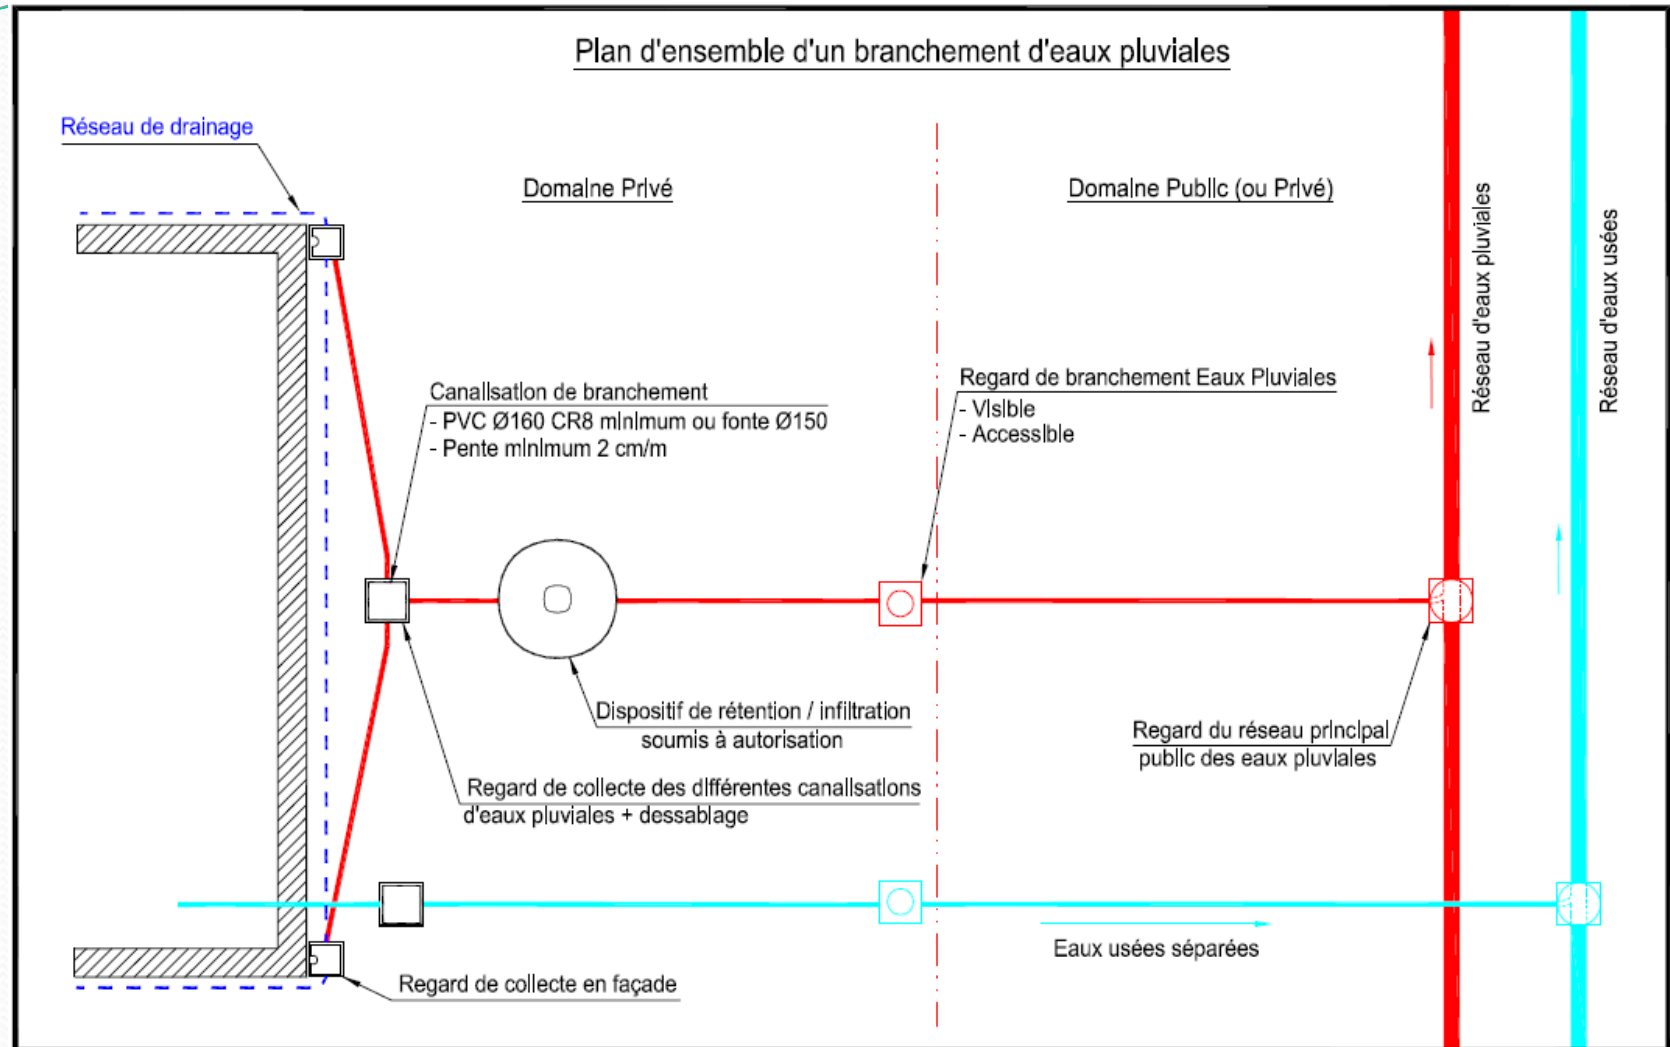 Plan d'ensemble d'un branchement d'eaux pluviales
Réseau de drainage
Domaine Privé
Domaine Public (ou Privé)
Réseau d'eaux pluviales
Réseau d'eaux usées
Canalisation de branchement
- PVC Ø160 CR8 minimum ou fonte Ø150
- Pente minimum 2 cm/m
Regard de branchement Eaux Pluviales
- Visible
- Accessible
Dispositif de rétention / infiltration
soumis à autorisation
Regard du réseau principal
public des eaux pluviales
Regard de collecte des différentes canalisations
d'eaux pluviales + dessablage
Eaux usées séparées
Regard de collecte en façade